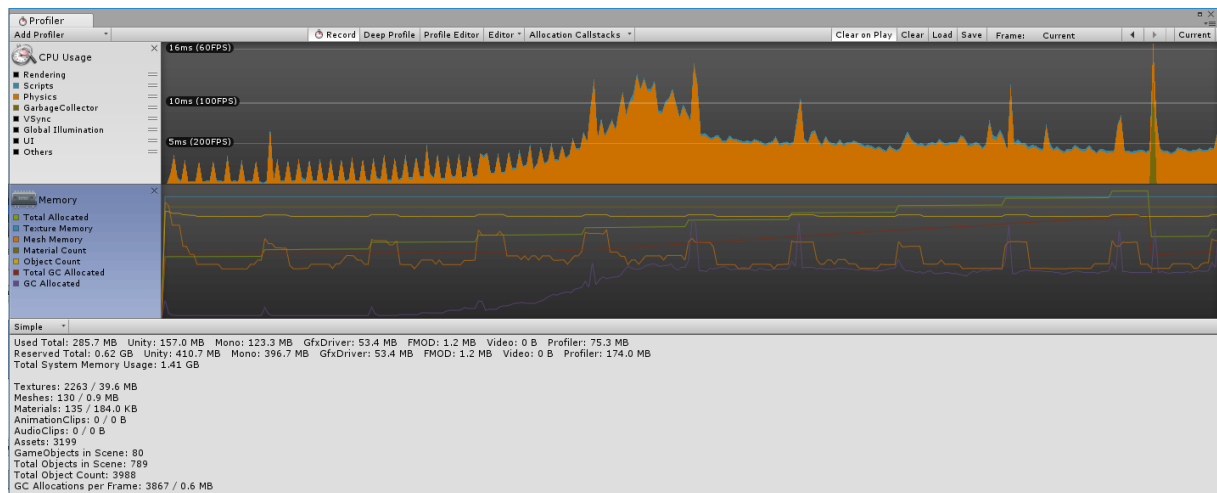 Profiler
Add Profiler
Record Deep Profile Profile Editor Editor Allocation Callstacks
Clear on Play Clear Load Save Frame: Current
Current
CPU Usage
Rendering
Scripts
Physics
GarbageCollector
VSync
Global Illumination
UI
Others
16ms (60FPS)
10ms (100FPS)
5ms (200FPS)
Memory
Total Allocated
Texture Memory
Mesh Memory
Material Count
Object Count
Total GC Allocated
GC Allocated
Simple
Used Total: 285.7 MB Unity: 157.0 MB Mono: 123.3 MB GfxDriver: 53.4 MB FMOD: 1.2 MB Video: 0 B Profiler: 75.3 MB
Reserved Total: 0.62 GB Unity: 410.7 MB Mono: 396.7 MB GfxDriver: 53.4 MB FMOD: 1.2 MB Video: 0 B Profiler: 174.0 MB
Total System Memory Usage: 1.41 GB
Textures: 2263 / 39.6 MB
Meshes: 130 / 0.9 MB
Materials: 135 / 184.0 KB
AnimationClips: 0 / 0 B
AudioClips: 0 / 0 B
Assets: 3199
GameObjects in Scene: 80
Total Objects in Scene: 789
Total Object Count: 3988
GC Allocations per Frame: 3867 / 0.6 MB